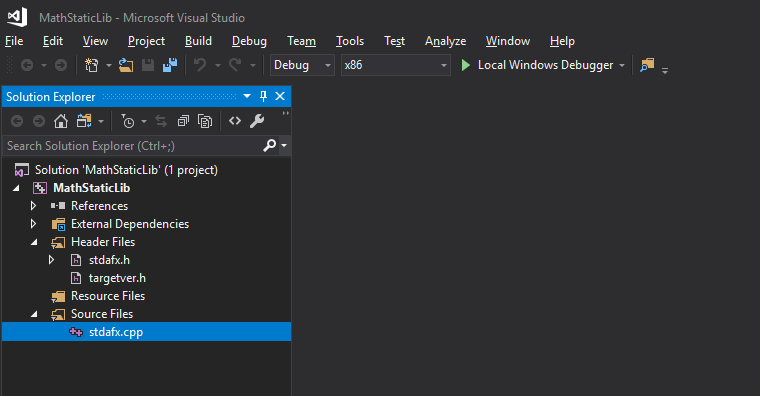 MathStaticLib - Microsoft Visual Studio
File Edit View Project Build Debug Team Tools Test Analyze Window Help
Debug x86 Local Windows Debugger
Solution Explorer
Search Solution Explorer (Ctrl+;)
Solution 'MathStaticLib' (1 project)
MathStaticLib
References
External Dependencies
Header Files
stdafx.h
targetver.h
Resource Files
Source Files
stdafx.cpp